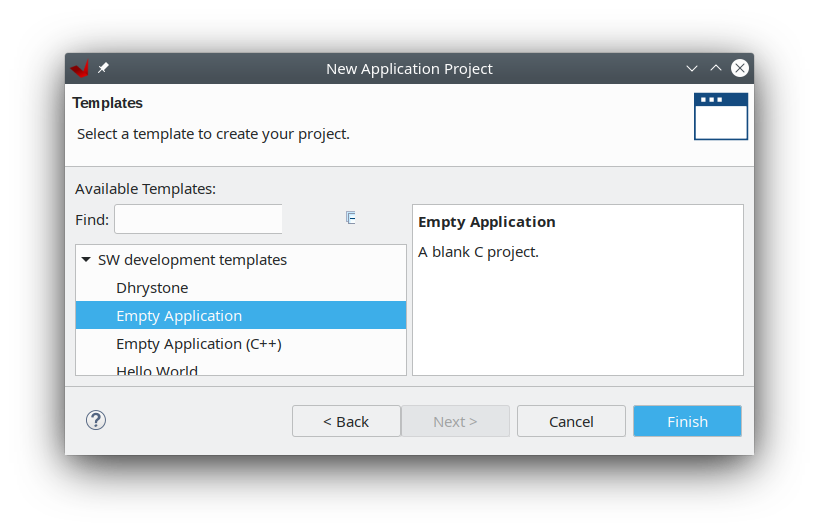 New Application Project
Templates
Select a template to create your project.
Available Templates:
Find:
SW development templates
Dhrystone
Empty Application
Empty Application (C++)
Hello World
Empty Application
A blank C project.
?
< Back
Next >
Cancel
Finish